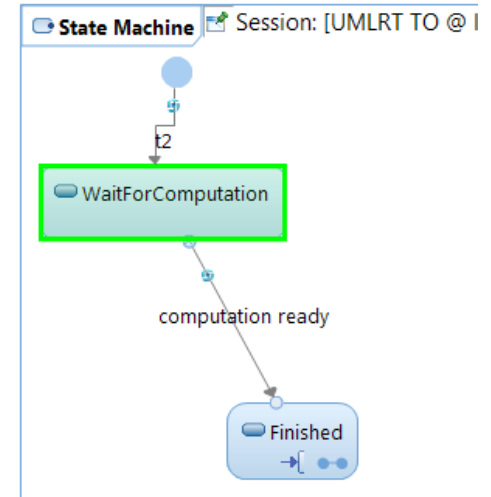 State Machine
Session: [UMLRT TO @
t2
WaitForComputation
computation ready
Finished